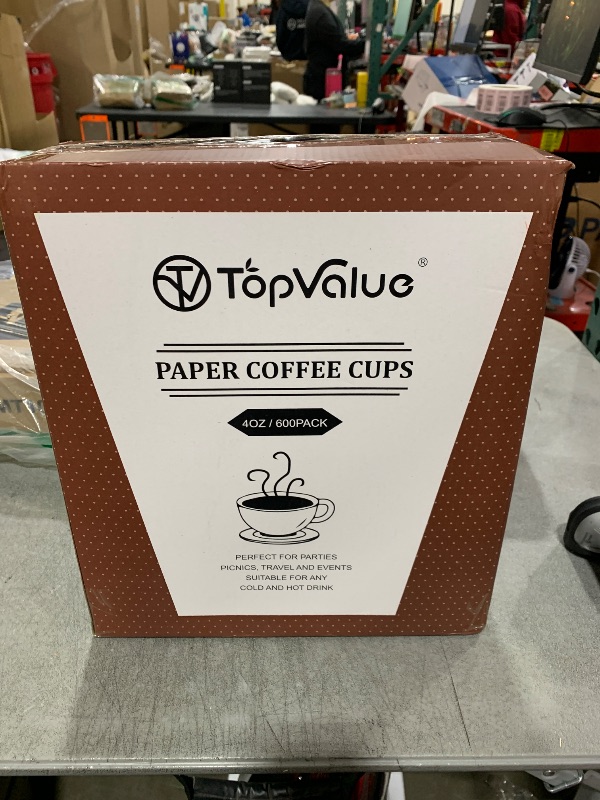 TopValue®
PAPER COFFEE CUPS
4OZ / 600PACK
PERFECT FOR PARTIES
PICNICS, TRAVEL AND EVENTS
SUITABLE FOR ANY
COLD AND HOT DRINK